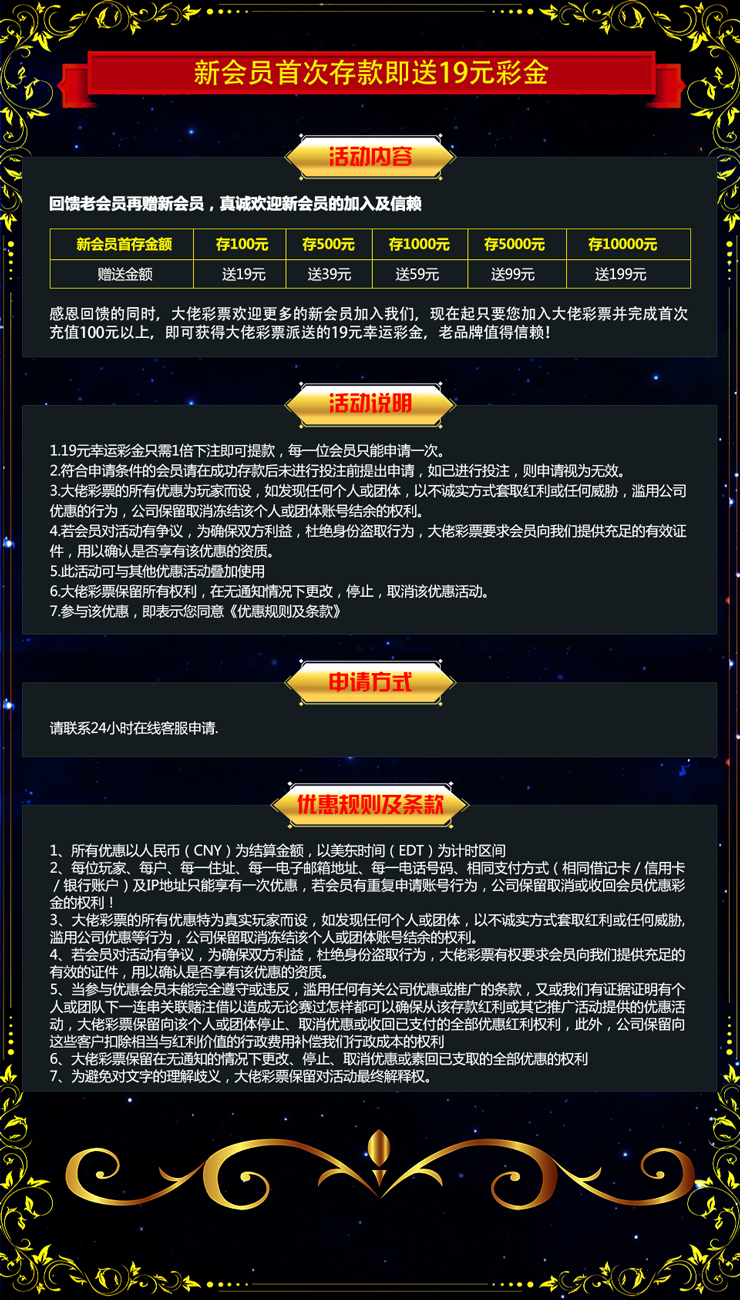 新会员首次存款即送19元彩金
活动内容
回馈老会员再赠新会员，真诚欢迎新会员的加入及信赖
新会员首存金额 存100元 存500元 存1000元 存5000元 存10000元
赠送金额 送19元 送39元 送59元 送99元 送199元
感恩回馈的同时，大佬彩票欢迎更多的新会员加入我们，现在起只要您加入大佬彩票并完成首次
充值100元以上，即可获得大佬彩票派送的19元幸运彩金，老品牌值得信赖！
活动说明
1.19元幸运彩金只需1倍下注即可提款，每一位会员只能申请一次。
2.符合申请条件的会员请在成功存款后未进行投注前提出申请，如已进行投注，则申请视为无效。
3.大佬彩票的所有优惠为玩家而设，如发现任何个人或团体，以不诚实方式套取红利或任何威胁，滥用公司
优惠的行为，公司保留取消冻结该个人或团体账号结余的权利。
4.若会员对活动有争议，为确保双方利益，杜绝身份盗取行为，大佬彩票要求会员向我们提供充足的有效证
件，用以确认是否享有该优惠的资质。
5.此活动可与其他优惠活动叠加使用
6.大佬彩票保留所有权利，在无通知情况下更改，停止，取消该优惠活动。
7.参与该优惠，即表示您同意《优惠规则及条款》
申请方式
请联系24小时在线客服申请.
优惠规则及条款
1、所有优惠以人民币（CNY）为结算金额，以美东时间（EDT）为计时区间
2、每位玩家、每户、每一住址、每一电子邮箱地址、每一电话号码、相同支付方式（相同借记卡/信用卡
/银行账户）及IP地址只能享有一次优惠，若会员有重复申请账号行为，公司保留取消或收回会员优惠彩
金的权利！
3、大佬彩票的所有优惠特为真实玩家而设，如发现任何个人或团体，以不诚实方式套取红利或任何威胁,
滥用公司优惠等行为，公司保留取消冻结该个人或团体账号结余的权利。
4、若会员对活动有争议，为确保双方利益，杜绝身份盗取行为，大佬彩票有权要求会员向我们提供充足的
有效的证件，用以确认是否享有该优惠的资质。
5、当参与优惠会员未能完全遵守或违反，滥用任何有关公司优惠或推广的条款，又或我们有证据证明有个
人或团队下一连串关联赌注借以造成无论赛过怎样都可以确保从该存款红利或其它推广活动提供的优惠活
动，大佬彩票保留向该个人或团体停止、取消优惠或收回已支付的全部优惠红利权利，此外，公司保留向
这些客户扣除相当与红利价值的行政费用补偿我们行政成本的权利
6、大佬彩票保留在无通知的情况下更改、停止、取消优惠或素回已支取的全部优惠的权利
7、为避免对文字的理解歧义，大佬彩票保留对活动最终解释权。